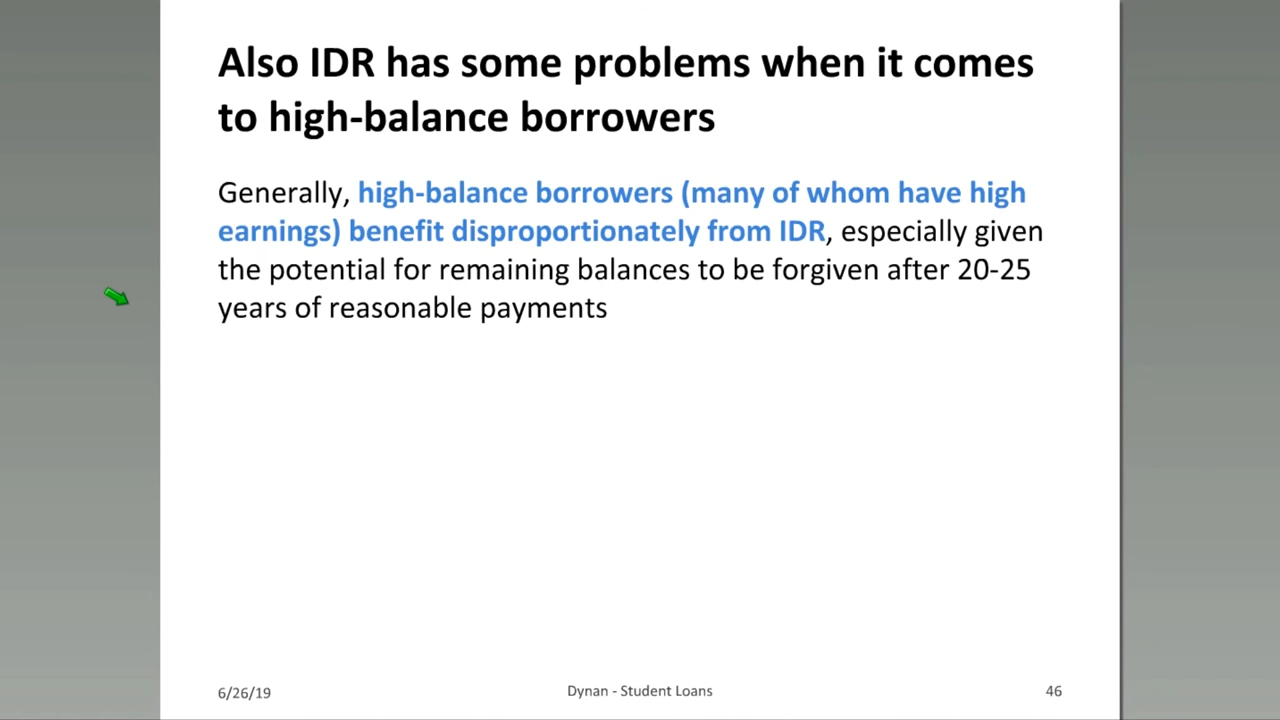 Also IDR has some problems when it comes
to high-balance borrowers
Generally, high-balance borrowers (many of whom have high
earnings) benefit disproportionately from IDR, especially given
the potential for remaining balances to be forgiven after 20-25
years of reasonable payments
6/26/19
Dynan - Student Loans
46